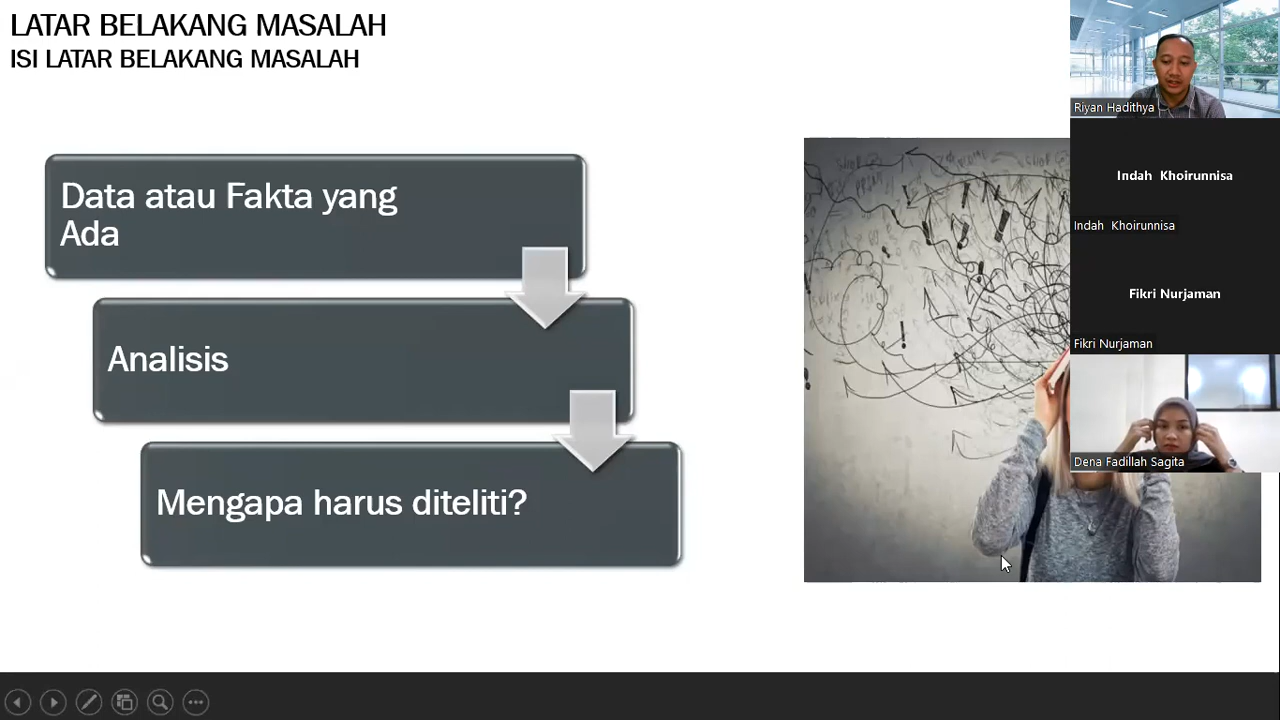 LATAR BELAKANG MASALAH
ISI LATAR BELAKANG MASALAH
Data atau Fakta yang
Ada
Analisis
Mengapa harus diteliti?
Riyan Hadithya
Indah Khoirunnisa
Indah Khoirunnisa
Fikri Nurjaman
Fikri Nurjaman
Dena Fadillah Sagita